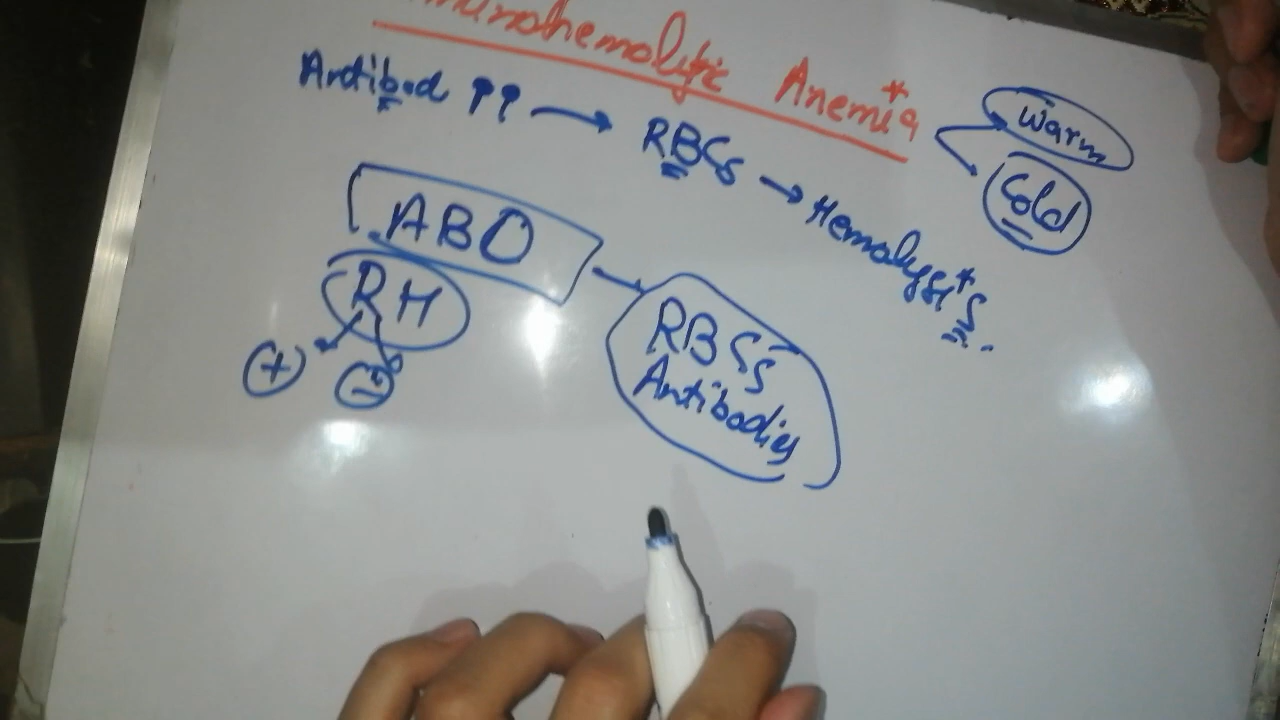 Anemia
Antibod → RBCs → Hemolysis
Warm
Cold
ABO
RH
+ -
RBCs
Antibodies